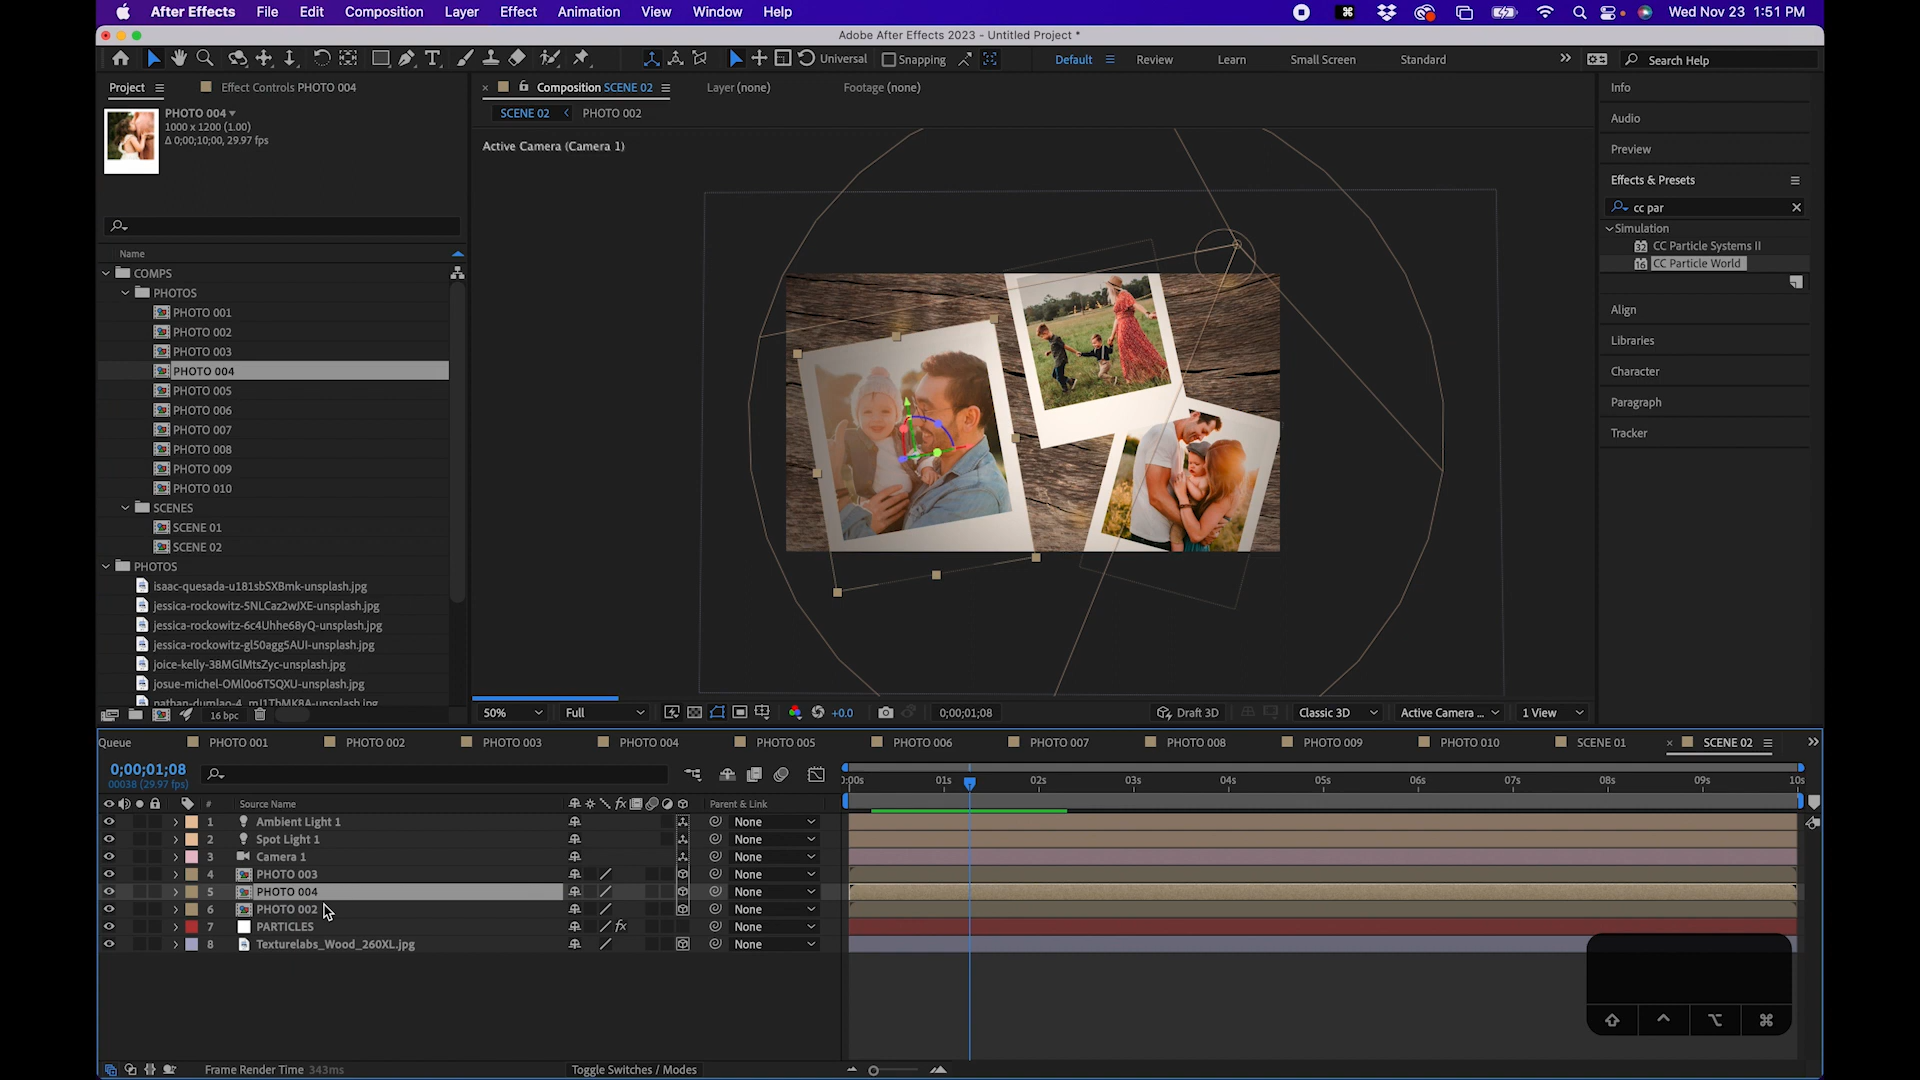 After Effects File Edit Composition Layer Effect Animation View Window Help Wed Nov 23 1:51 PM
Adobe After Effects 2023 - Untitled Project *
Universal Snapping Default Review Learn Small Screen Standard Search Help
Project Effect Controls PHOTO 004 Composition SCENE 02 Layer (none) Footage (none) Info
PHOTO 004
1000 x 1200 (1.00)
Δ 0;00;10;00, 29.97 fps
SCENE 02 PHOTO 002
Active Camera (Camera 1)
Audio
Preview
Effects & Presets
cc par
Simulation
CC Particle Systems II
CC Particle World
Align
Libraries
Character
Paragraph
Tracker
Name
COMPS
PHOTOS
PHOTO 001
PHOTO 002
PHOTO 003
PHOTO 004
PHOTO 005
PHOTO 006
PHOTO 007
PHOTO 008
PHOTO 009
PHOTO 010
SCENES
SCENE 01
SCENE 02
PHOTOS
isaac-quesada-u181sbSXBmk-unsplash.jpg
jessica-rockowitz-SNLCaz2wJXE-unsplash.jpg
jessica-rockowitz-6c4Uhhe68yQ-unsplash.jpg
jessica-rockowitz-gl50agg5AUI-unsplash.jpg
joice-kelly-38MGlMtsZyc-unsplash.jpg
josue-michel-OMl0o6TSQXU-unsplash.jpg
16 bpc
50% Full +0.0 0;00;01;08 Draft 3D Classic 3D Active Camera ... 1 View
Queue PHOTO 001 PHOTO 002 PHOTO 003 PHOTO 004 PHOTO 005 PHOTO 006 PHOTO 007 PHOTO 008 PHOTO 009 PHOTO 010 SCENE 01 SCENE 02
0;00;01;08
00038 (29.97 fps)
0:00s 01s 02s 03s 04s 05s 06s 07s 08s 09s 10s
# Source Name fx Parent & Link
1 Ambient Light 1 None
2 Spot Light 1 None
3 Camera 1 None
4 PHOTO 003 None
5 PHOTO 004 None
6 PHOTO 002 None
7 PARTICLES fx None
8 Texturelabs_Wood_260XL.jpg None
Frame Render Time 343ms Toggle Switches / Modes